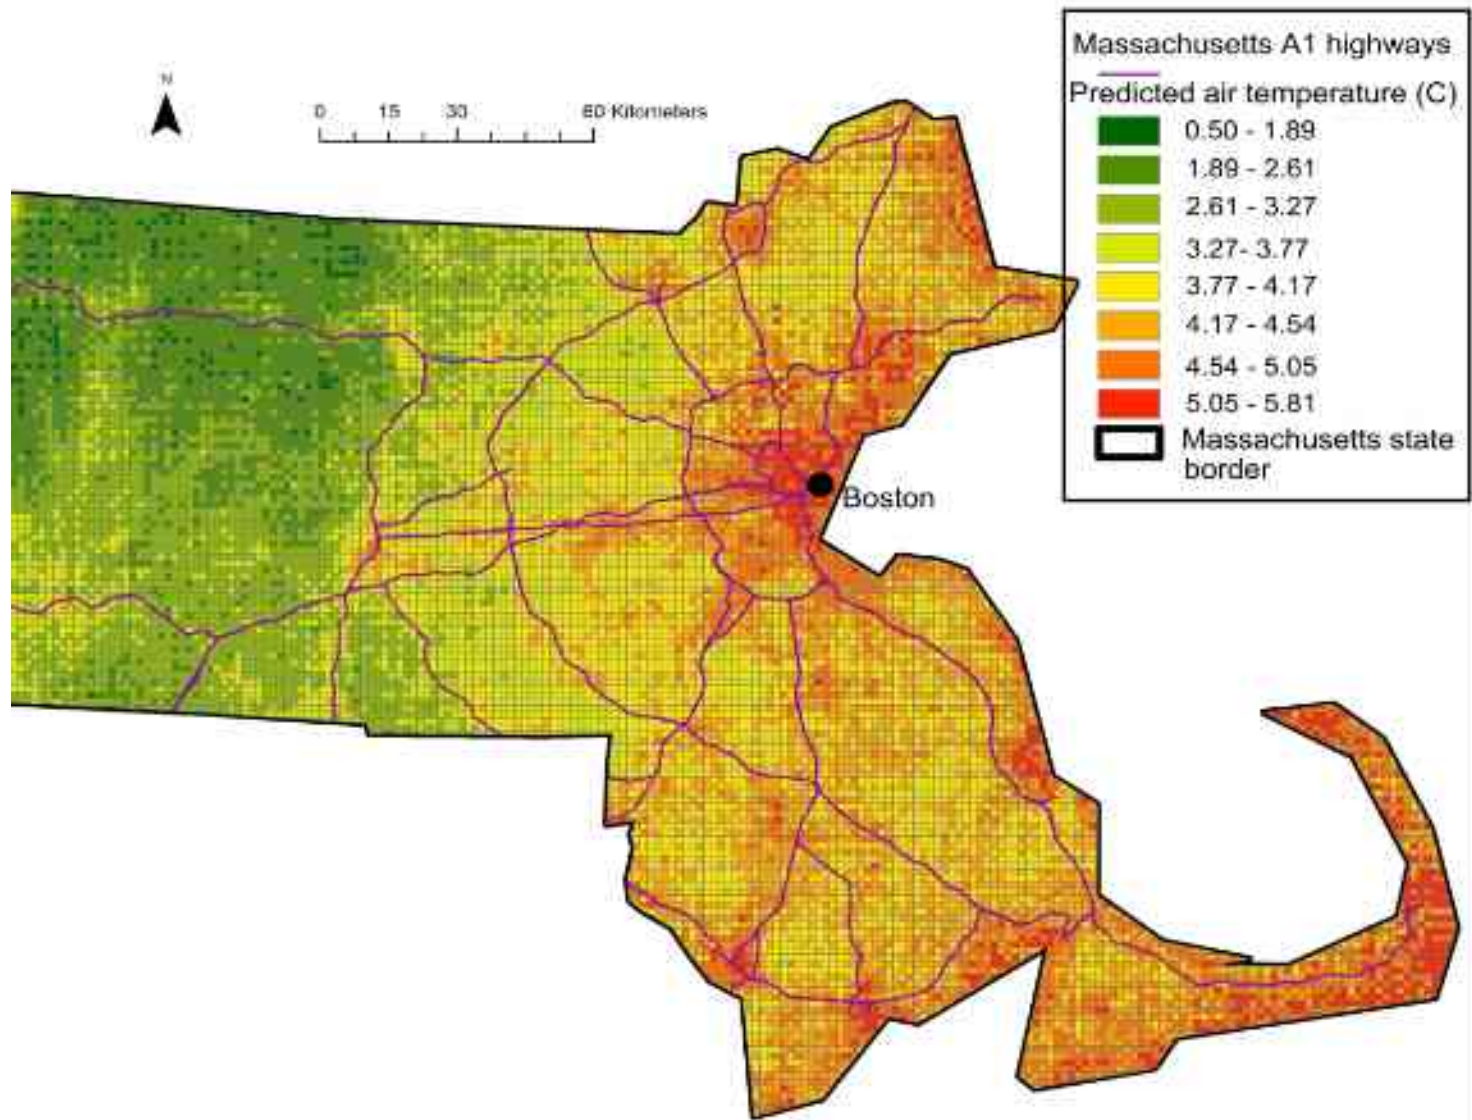 Massachusetts A1 highways
Predicted air temperature (C)
0.50 - 1.89
1.89 - 2.61
2.61 - 3.27
3.27- 3.77
3.77 - 4.17
4.17 - 4.54
4.54 - 5.05
5.05 - 5.81
Massachusetts state
border
N
0 15 30 60 Kilometers
Boston